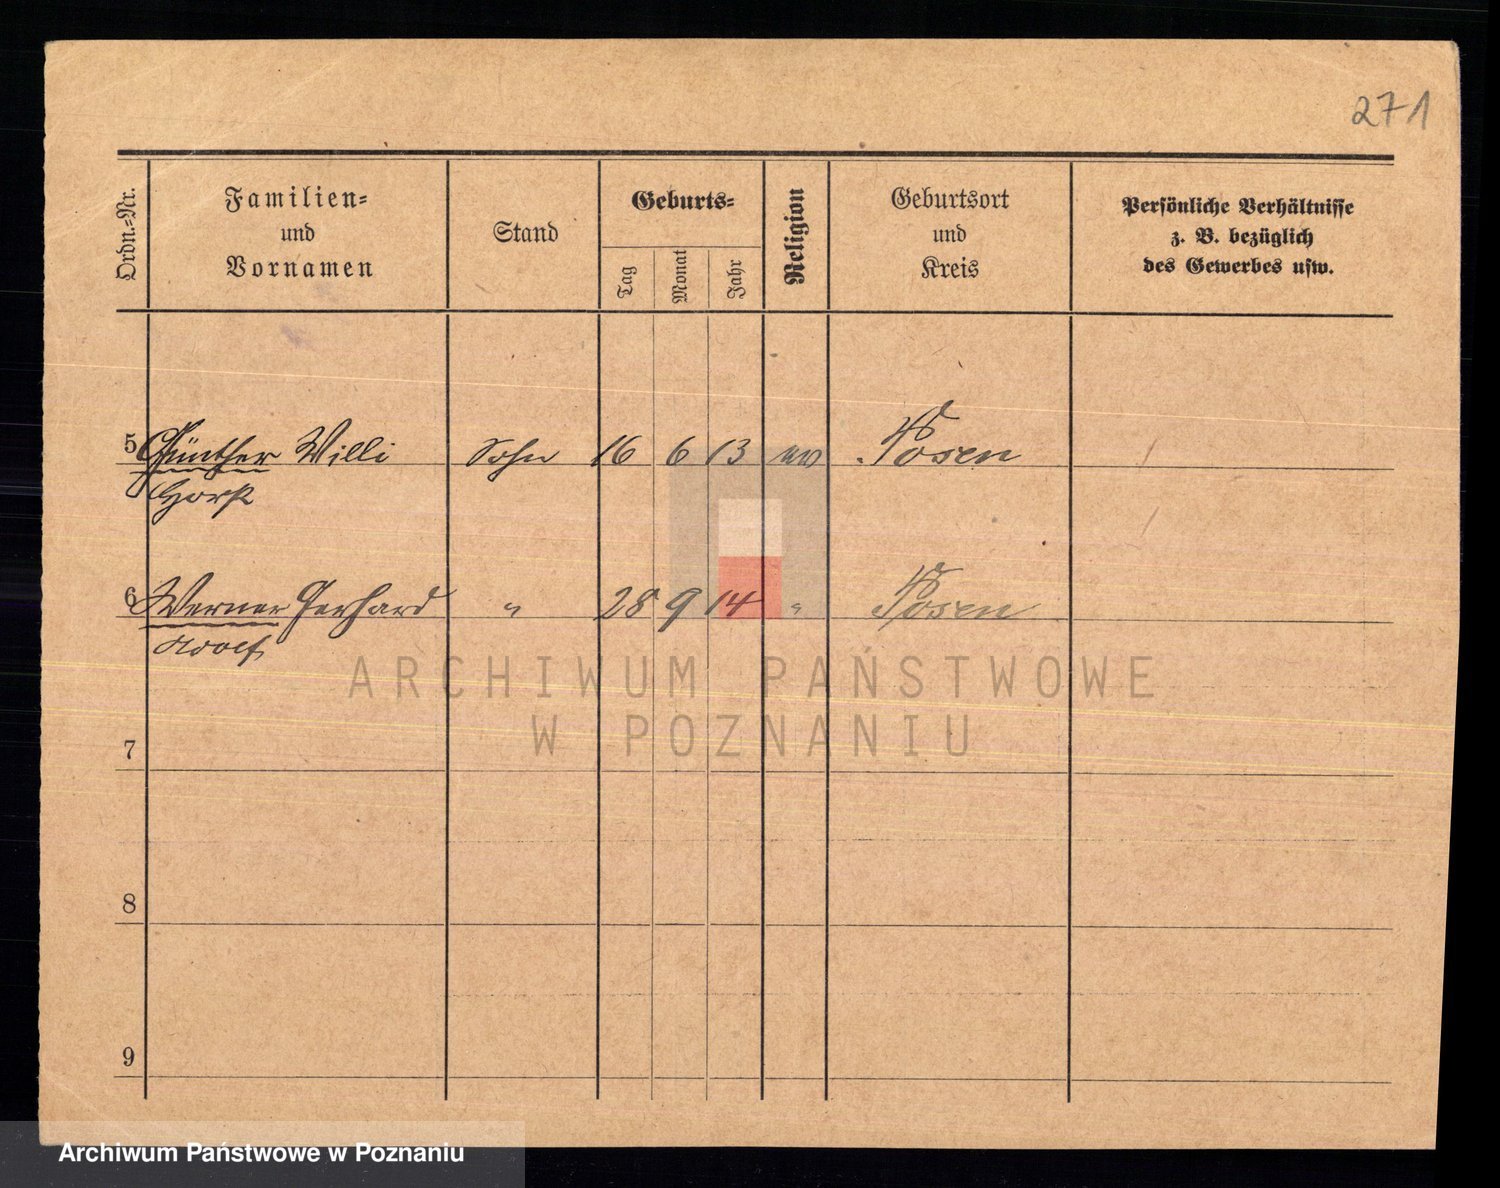 271
Ordn.-Nr.
Familien-
und
Vornamen
Stand
Geburts-
Tag
Monat
Jahr
Religion
Geburtsort
und
Kreis
Persönliche Verhältnisse
z. B. bezüglich
des Gewerbes usw.
5 Günther Willi Sohn 16 6 13 ev Posen
Horst
6 Werner Gerhard " 28 9 14 " Posen
Adolf
ARCHIWUM PAŃSTWOWE
W POZNANIU
7
8
9
Archiwum Państwowe w Poznaniu